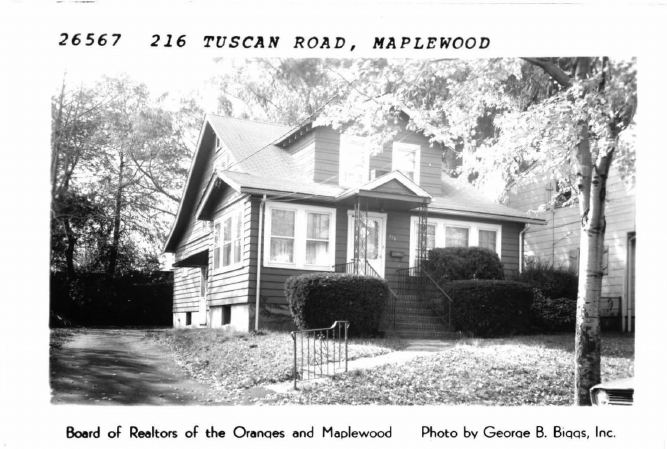 26567 216 TUSCAN ROAD, MAPLEWOOD
Board of Realtors of the Oranges and Maplewood Photo by George B. Biggs, Inc.